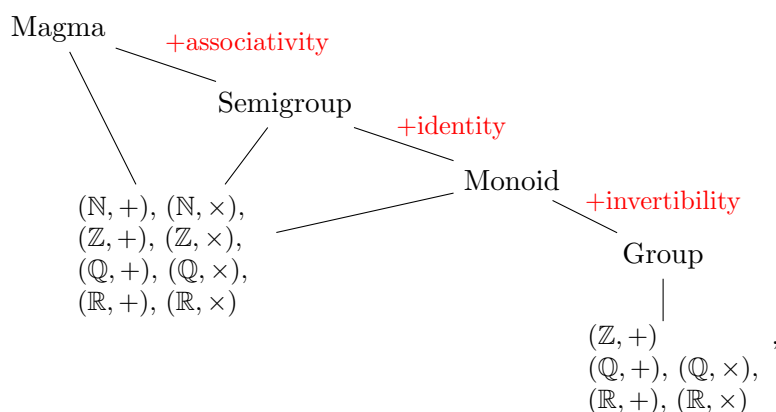 Magma
+associativity
Semigroup
+identity
Monoid
+invertibility
(ℕ, +), (ℕ, ×),
(ℤ, +), (ℤ, ×),
(ℚ, +), (ℚ, ×),
(ℝ, +), (ℝ, ×)
Group
(ℤ, +) ,
(ℚ, +), (ℚ, ×),
(ℝ, +), (ℝ, ×)